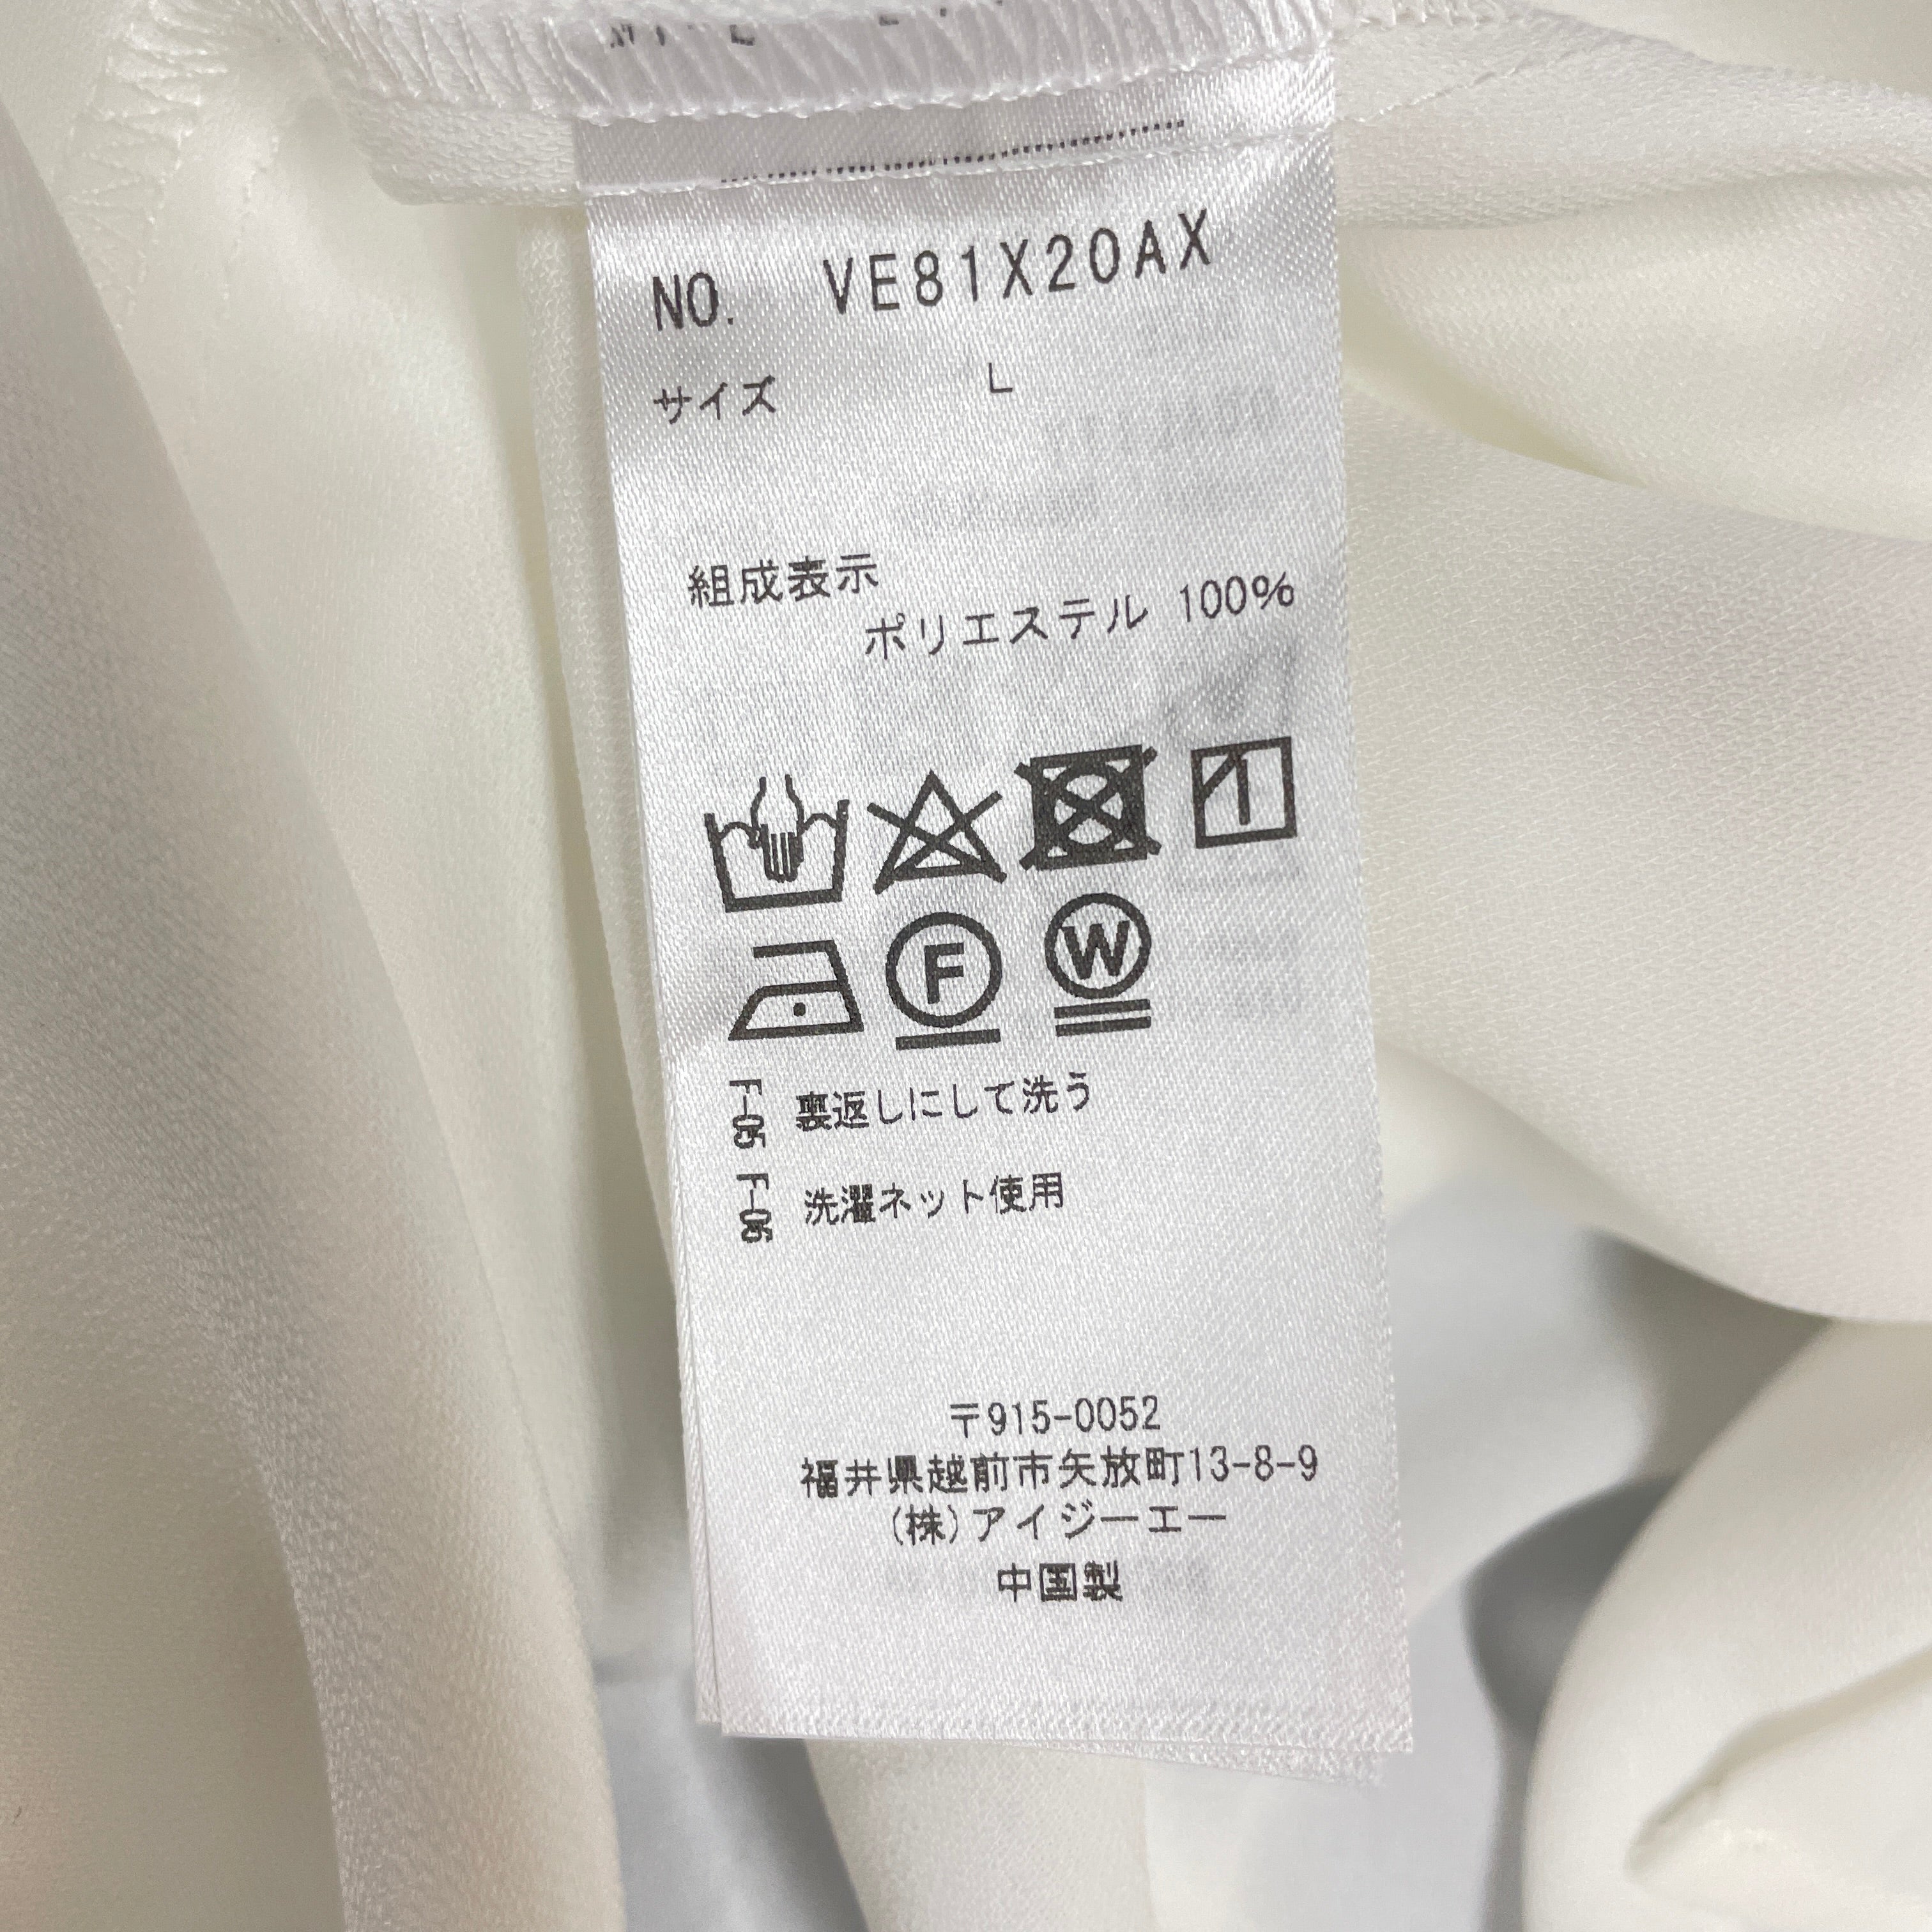 NO. VE81X20AX
サイズ L
組成表示
ポリエステル 100%
F
W
F-05 裏返しにして洗う
F-06 洗濯ネット使用
〒915-0052
福井県越前市矢放町13-8-9
(株)アイジーエー
中国製